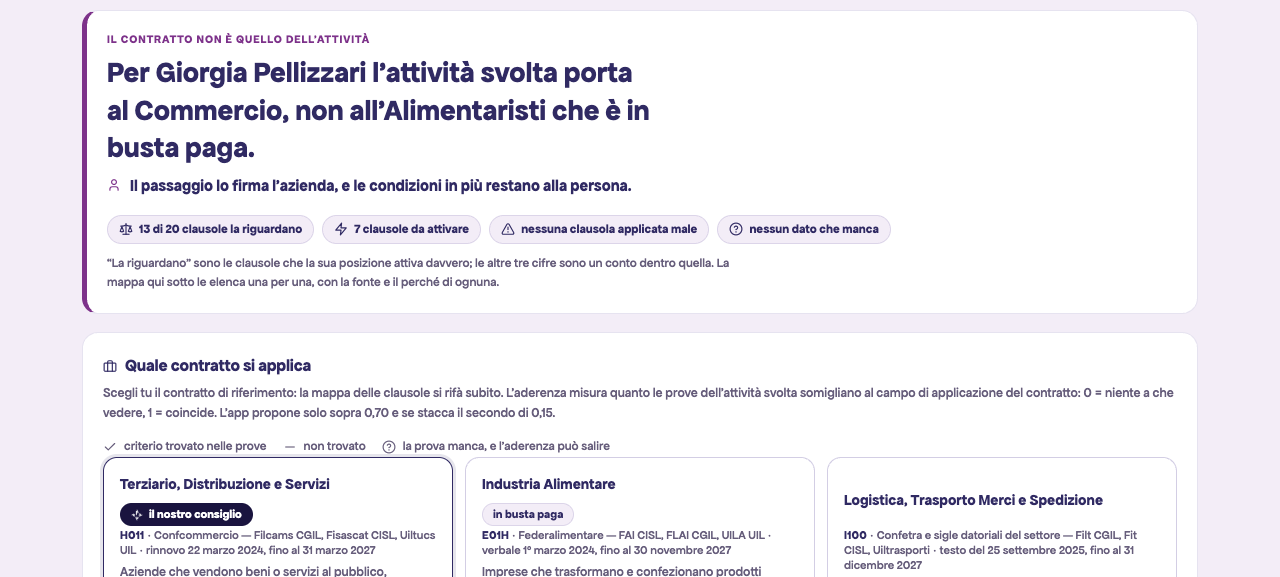 IL CONTRATTO NON È QUELLO DELL'ATTIVITÀ
Per Giorgia Pellizzari l'attività svolta porta
al Commercio, non all'Alimentaristi che è in
busta paga.
Il passaggio lo firma l'azienda, e le condizioni in più restano alla persona.
13 di 20 clausole la riguardano
7 clausole da attivare
nessuna clausola applicata male
nessun dato che manca
“La riguardano” sono le clausole che la sua posizione attiva davvero; le altre tre cifre sono un conto dentro quella. La
mappa qui sotto le elenca una per una, con la fonte e il perché di ognuna.
Quale contratto si applica
Scegli tu il contratto di riferimento: la mappa delle clausole si rifà subito. L'aderenza misura quanto le prove dell'attività svolta somigliano al campo di applicazione del contratto: 0 = niente a che
vedere, 1 = coincide. L'app propone solo sopra 0,70 e se stacca il secondo di 0,15.
criterio trovato nelle prove
— non trovato
la prova manca, e l'aderenza può salire
Terziario, Distribuzione e Servizi
il nostro consiglio
H011 · Confcommercio — Filcams CGIL, Fisascat CISL, Uiltucs
UIL · rinnovo 22 marzo 2024, fino al 31 marzo 2027
Aziende che vendono beni o servizi al pubblico,
Industria Alimentare
in busta paga
E01H · Federalimentare — FAI CISL, FLAI CGIL, UILA UIL ·
verbale 1° marzo 2024, fino al 30 novembre 2027
Imprese che trasformano e confezionano prodotti
Logistica, Trasporto Merci e Spedizione
I100 · Confetra e sigle datoriali del settore — Filt CGIL, Fit
CISL, Uiltrasporti · testo del 25 settembre 2025, fino al 31
dicembre 2027